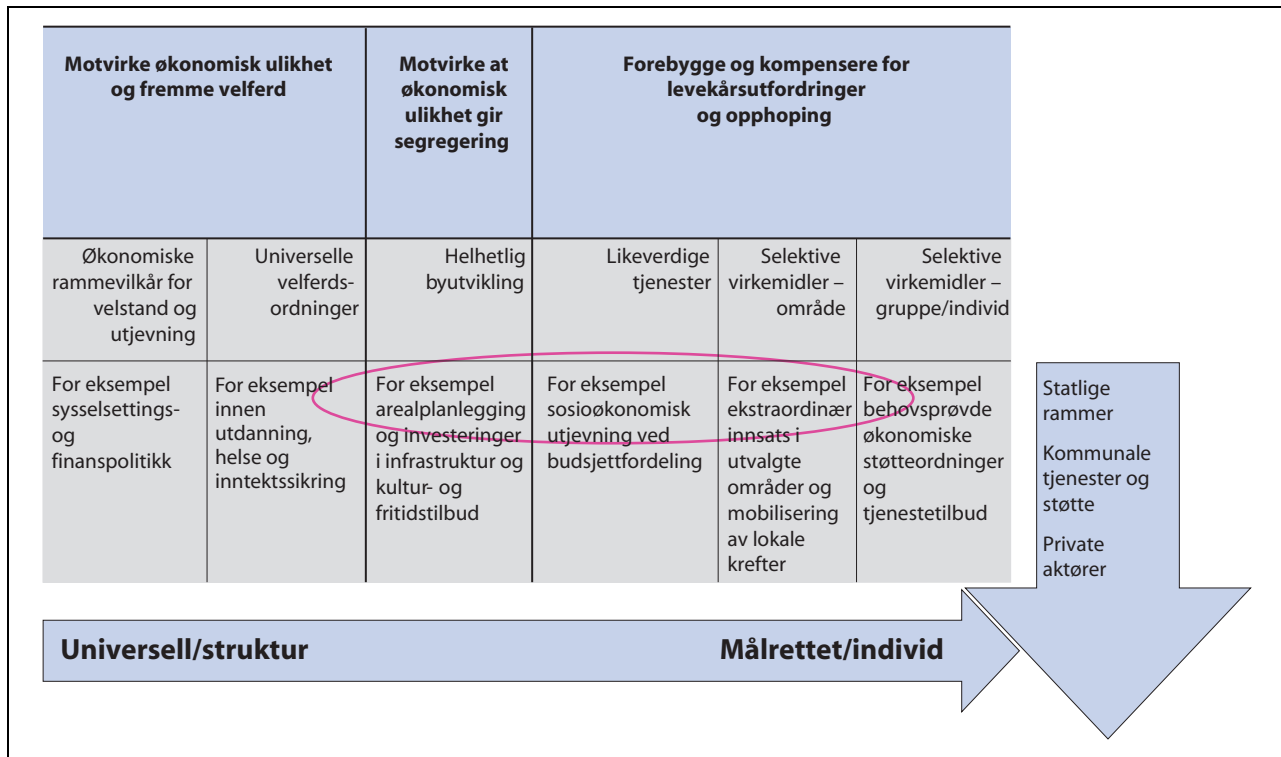 Motvirke økonomisk ulikhet
og fremme velferd
Motvirke at
økonomisk
ulikhet gir
segregering
Forebygge og kompensere for
levekårsutfordringer
og opphoping
Økonomiske
rammevilkår for
velstand og
utjevning
Universelle
velferds-
ordninger
Helhetlig
byutvikling
Likeverdige
tjenester
Selektive
virkemidler –
område
Selektive
virkemidler –
gruppe/individ
For eksempel
sysselsettings-
og
finanspolitikk
For eksempel
innen
utdanning,
helse og
inntektssikring
For eksempel
arealplanlegging
og investeringer
i infrastruktur og
kultur- og
fritidstilbud
For eksempel
sosioøkonomisk
utjevning ved
budsjettfordeling
For eksempel
ekstraordinær
innsats i
utvalgte
områder og
mobilisering
av lokale
krefter
For eksempel
behovsprøvde
økonomiske
støtteordninger
og
tjenestetilbud
Statlige
rammer
Kommunale
tjenester og
støtte
Private
aktører
Universell/struktur
Målrettet/individ